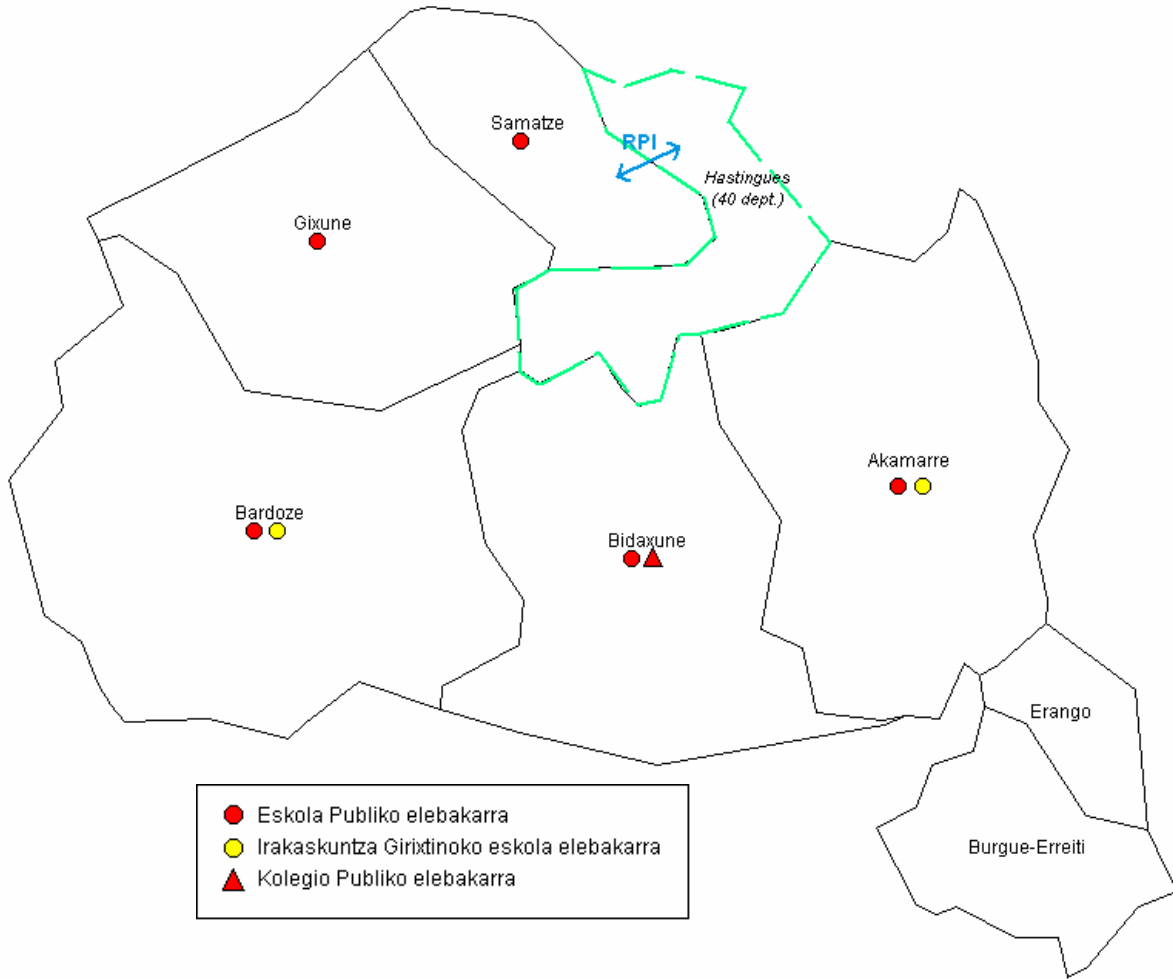 Samatze
RPI
Hastingues
(40 dept.)
Gixune
Akamarre
Bardoze
Bidaxune
Erango
Burgue-Erreiti
Eskola Publiko elebakarra
Irakaskuntza Girixtinoko eskola elebakarra
Kolegio Publiko elebakarra